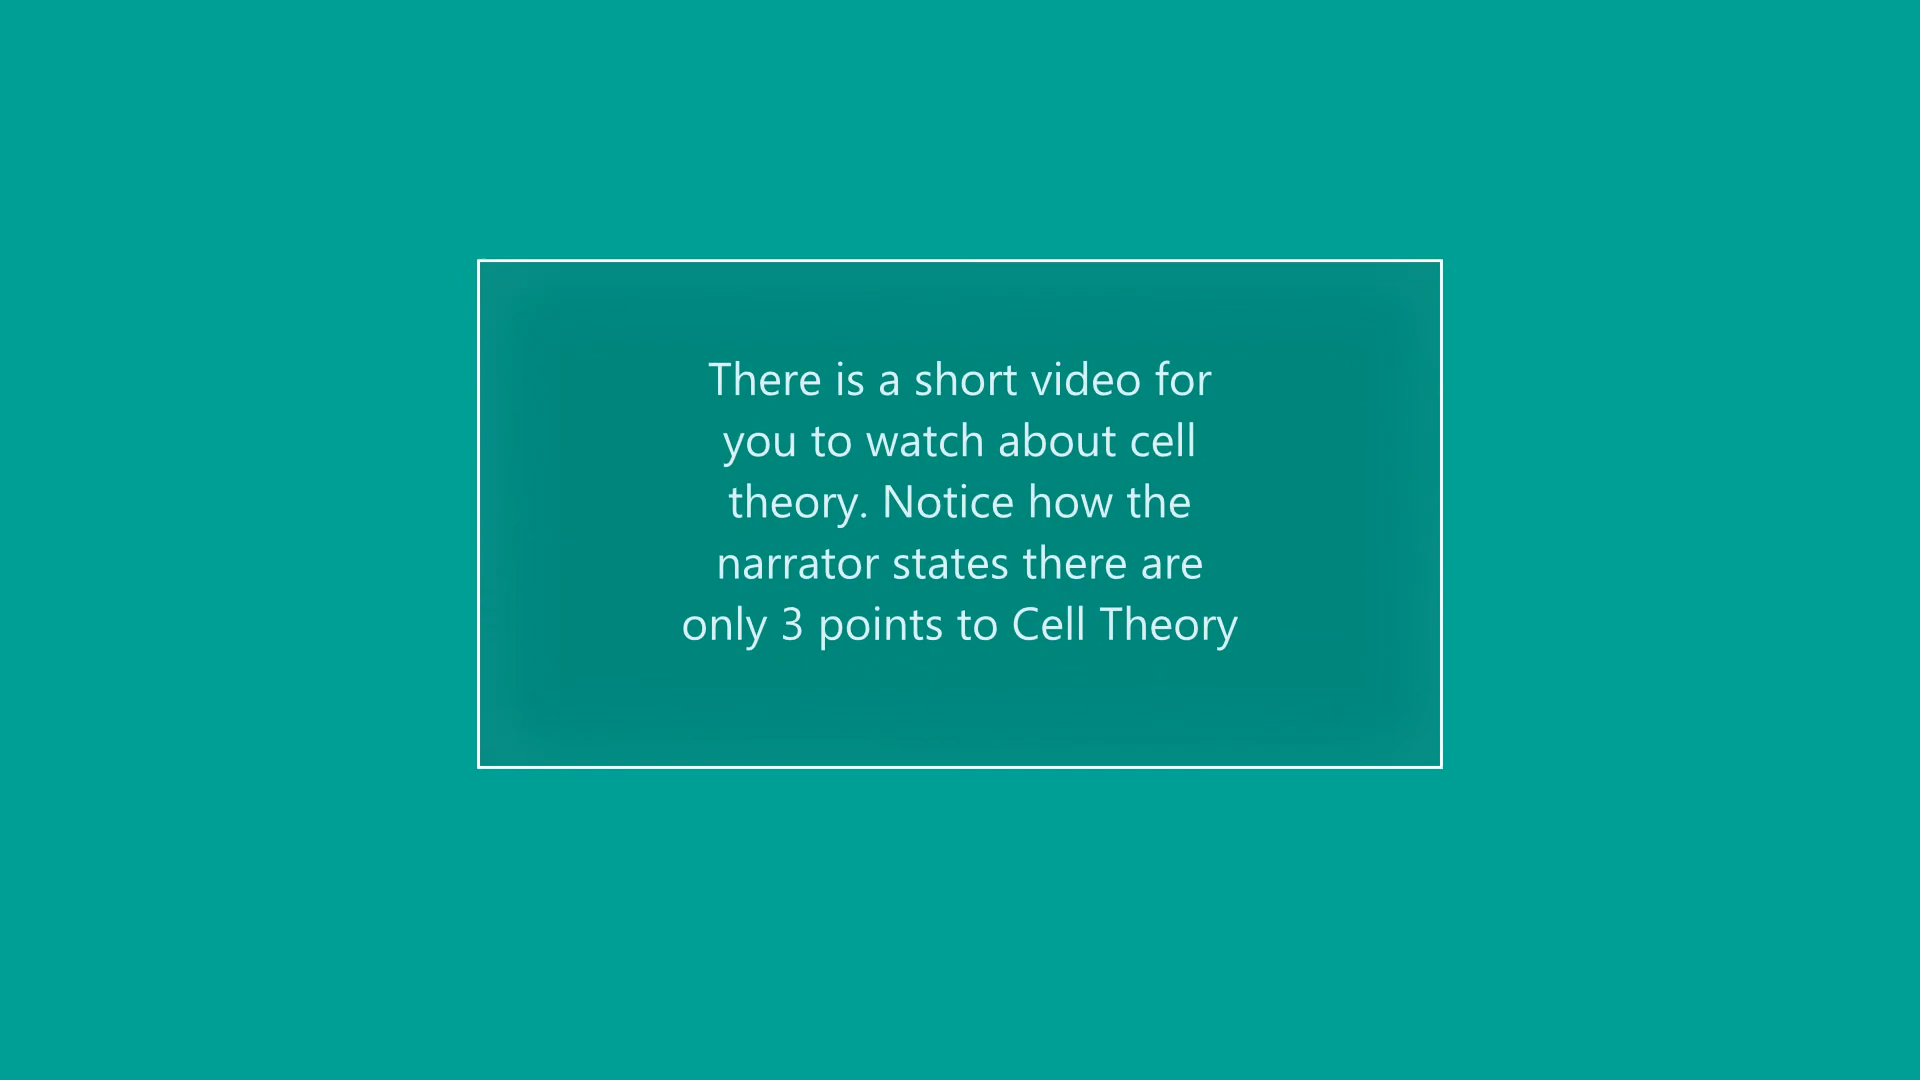 There is a short video for
you to watch about cell
theory. Notice how the
narrator states there are
only 3 points to Cell Theory